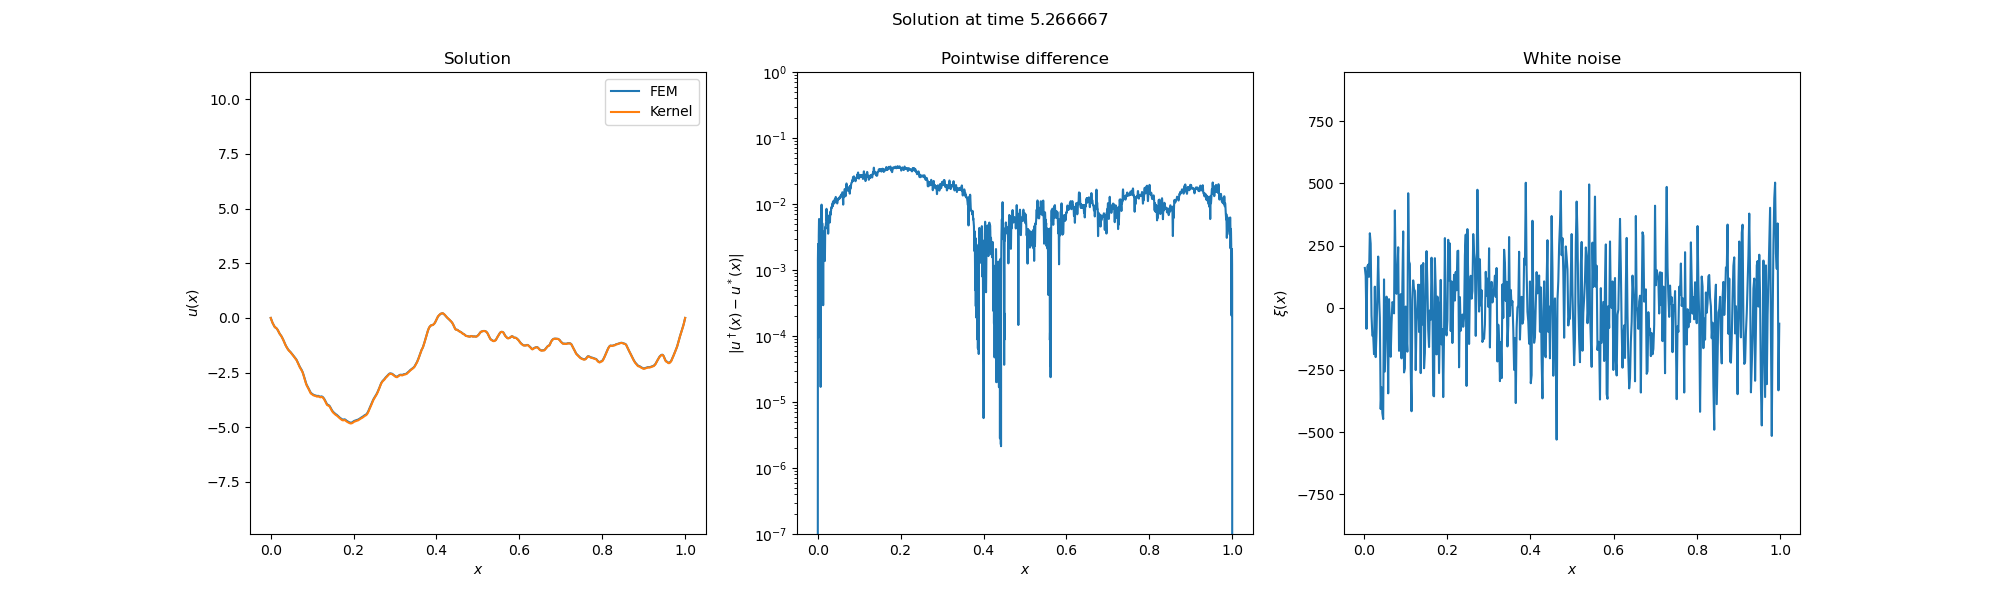 Solution at time 5.266667
Solution
10.0
7.5
5.0
2.5
0.0
−2.5
−5.0
−7.5
u(x)
FEM
Kernel
0.0 0.2 0.4 0.6 0.8 1.0
x
Pointwise difference
10⁰
10⁻¹
10⁻²
10⁻³
10⁻⁴
10⁻⁵
10⁻⁶
10⁻⁷
|u†(x) − u*(x)|
0.0 0.2 0.4 0.6 0.8 1.0
x
White noise
750
500
250
0
−250
−500
−750
ξ(x)
0.0 0.2 0.4 0.6 0.8 1.0
x